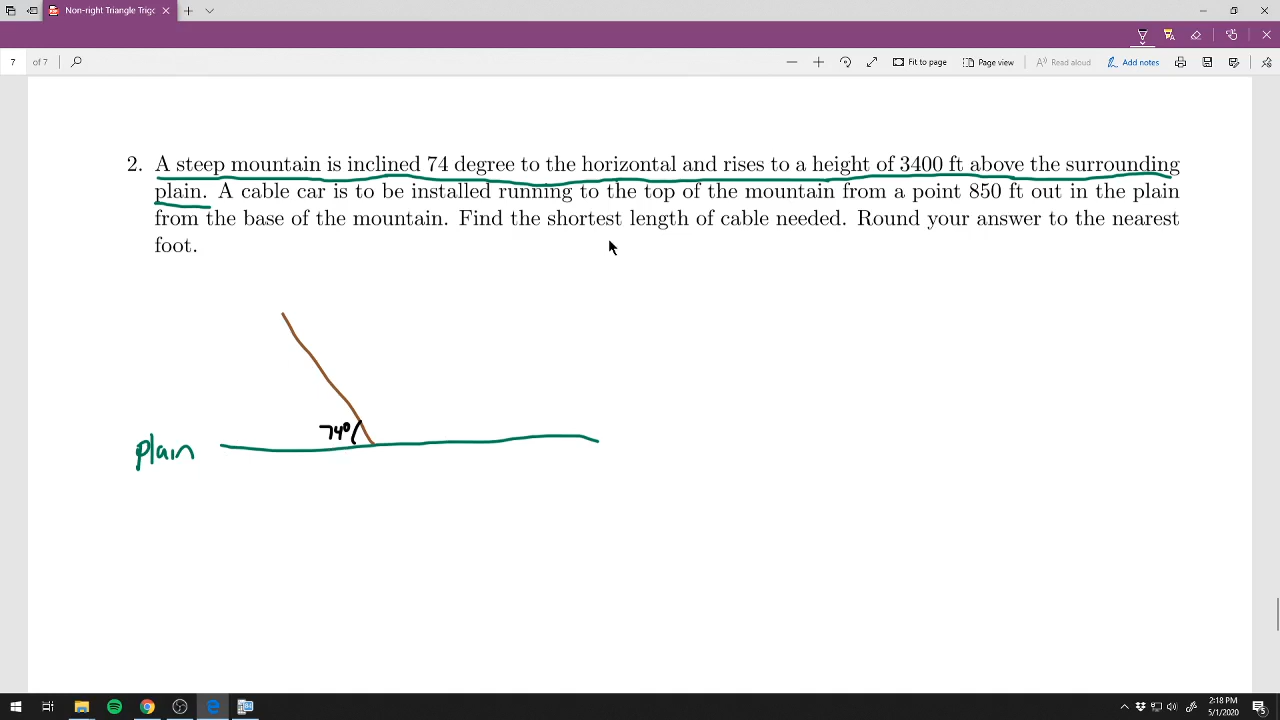 Non-right Triangle Trigo
7 of 7
Fit to page
Page view
Read aloud
Add notes
2. A steep mountain is inclined 74 degree to the horizontal and rises to a height of 3400 ft above the surrounding
plain. A cable car is to be installed running to the top of the mountain from a point 850 ft out in the plain
from the base of the mountain. Find the shortest length of cable needed. Round your answer to the nearest
foot.
74°
plain
2:18 PM
5/1/2020